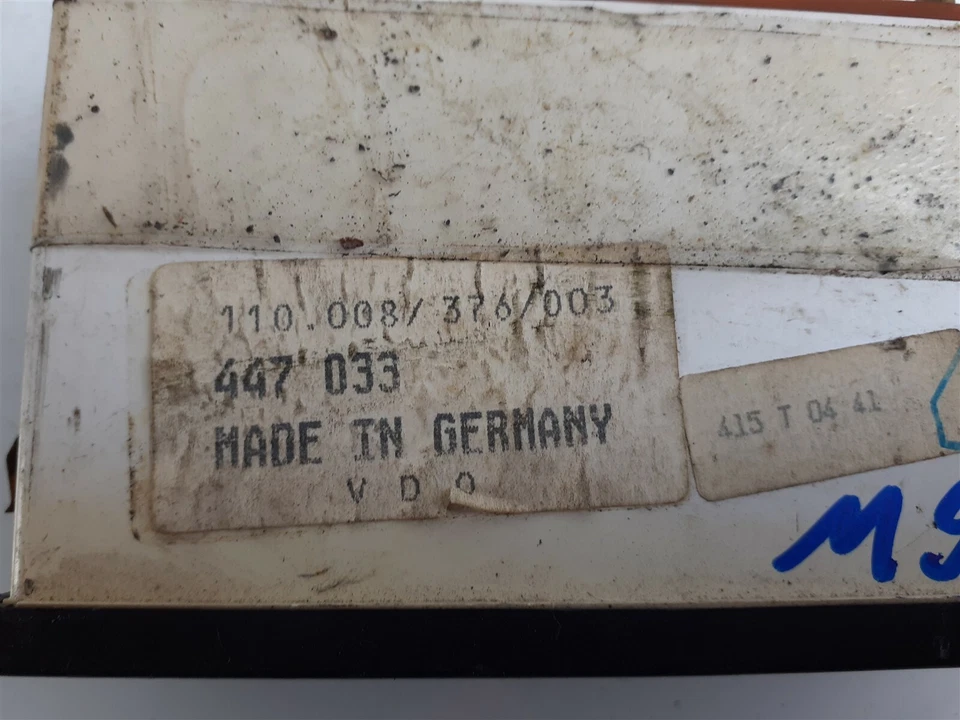 110.008/376/003
447 033
MADE IN GERMANY
V D O
415 T 04 41